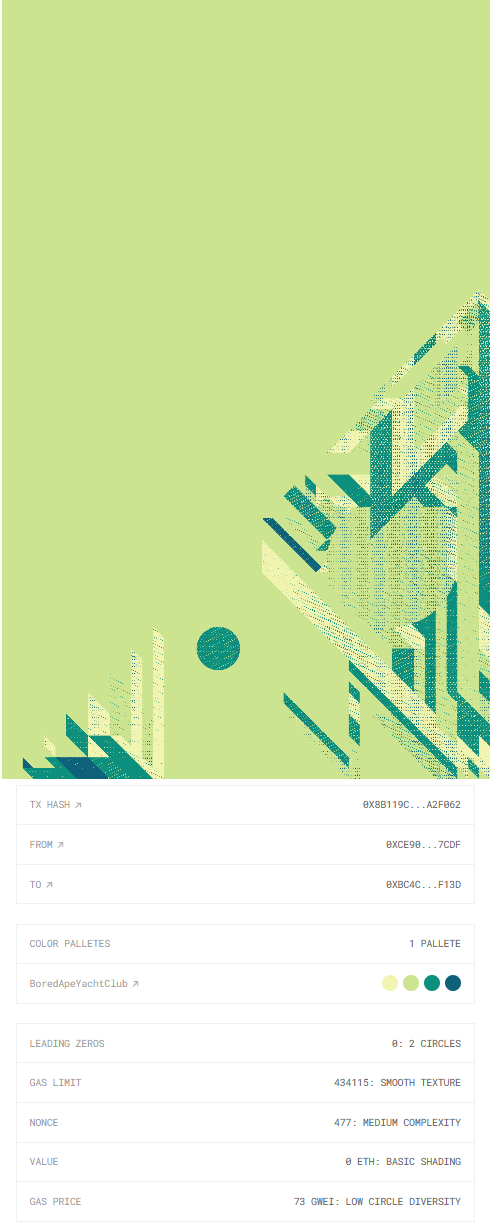 TX HASH ↗ 0X8B119C...A2F062
FROM ↗ 0XCE90...7CDF
TO ↗ 0XBC4C...F13D
COLOR PALLETES 1 PALLETE
BoredApeYachtClub ↗
LEADING ZEROS 0: 2 CIRCLES
GAS LIMIT 434115: SMOOTH TEXTURE
NONCE 477: MEDIUM COMPLEXITY
VALUE 0 ETH: BASIC SHADING
GAS PRICE 73 GWEI: LOW CIRCLE DIVERSITY